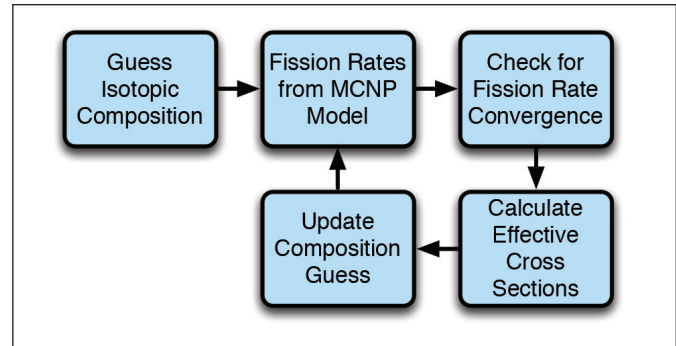 Guess
Isotopic
Composition
Fission Rates
from MCNP
Model
Check for
Fission Rate
Convergence
Calculate
Effective
Cross
Sections
Update
Composition
Guess